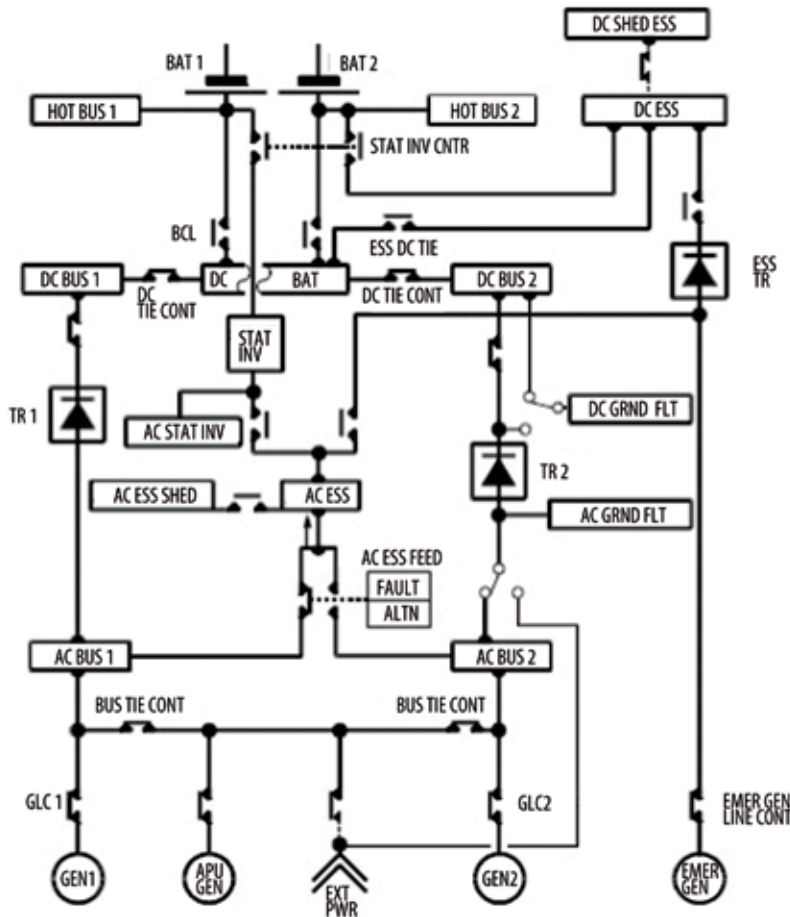 DC SHED ESS
BAT 1
BAT 2
HOT BUS 1
HOT BUS 2
DC ESS
STAT INV CNTR
BCL
ESS DC TIE
ESS
TR
DC BUS 1
DC
BAT
DC BUS 2
DC
TIE CONT
DC TIE CONT
STAT
INV
TR 1
DC GRND FLT
AC STAT INV
TR 2
AC ESS SHED
AC ESS
AC GRND FLT
AC ESS FEED
FAULT
ALTN
AC BUS 1
AC BUS 2
BUS TIE CONT
BUS TIE CONT
GLC 1
GLC2
EMER GEN
LINE CONT
GEN1
APU
GEN
EXT
PWR
GEN2
EMER
GEN